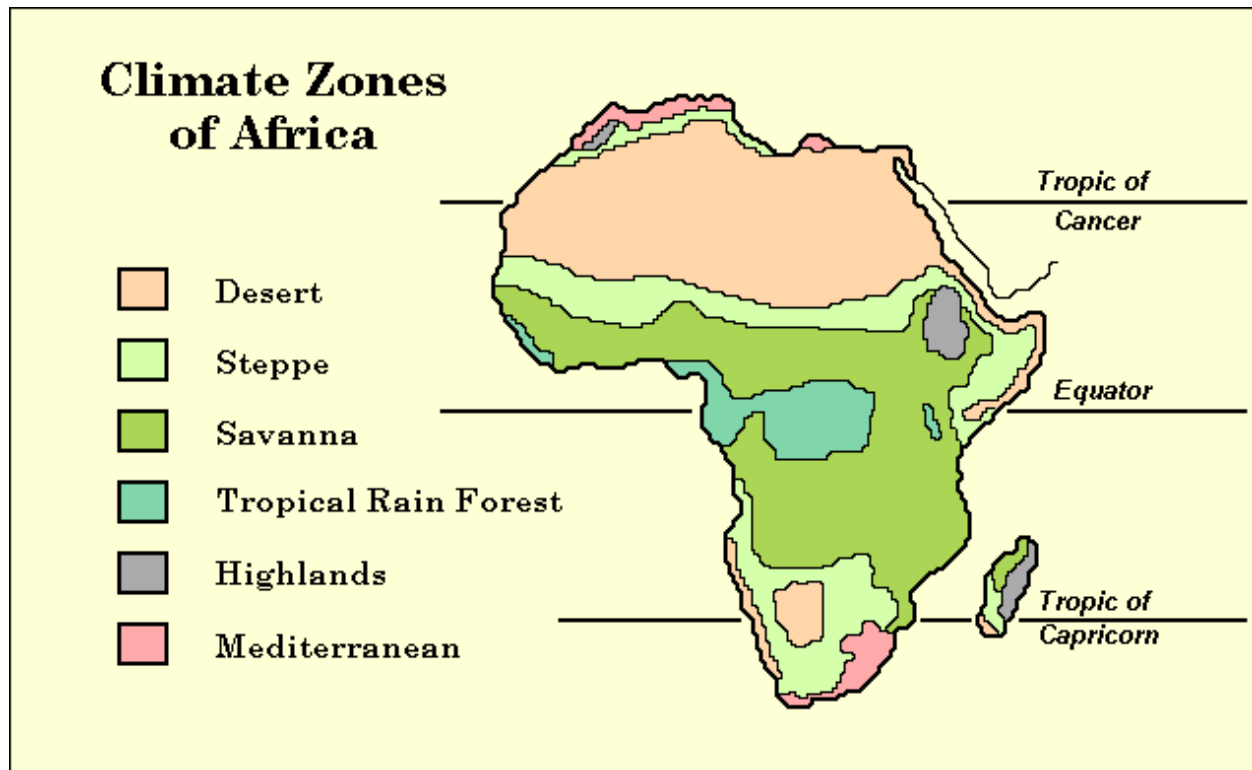 Climate Zones
of Africa
Tropic of
Cancer
Desert
Steppe
Equator
Savanna
Tropical Rain Forest
Highlands
Tropic of
Capricorn
Mediterranean